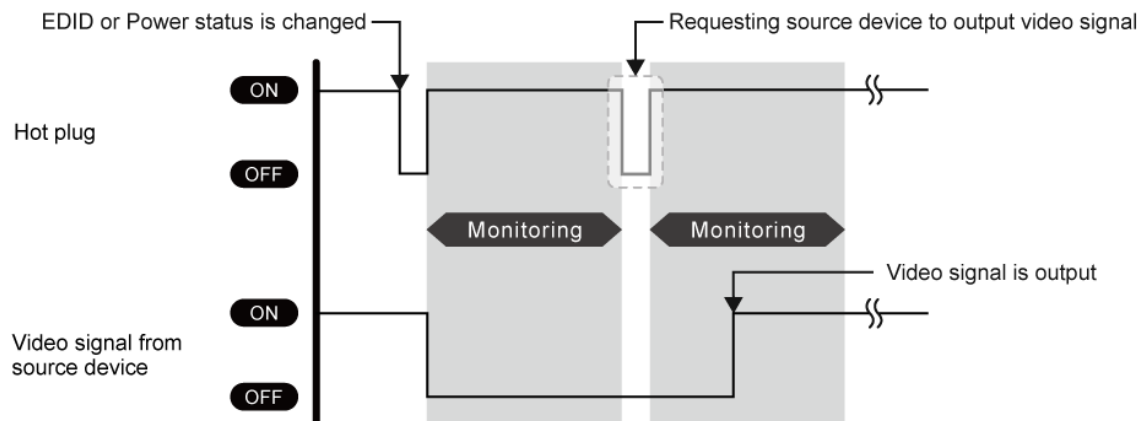 EDID or Power status is changed
Requesting source device to output video signal
ON
Hot plug
OFF
Monitoring
Monitoring
Video signal is output
ON
Video signal from
source device
OFF